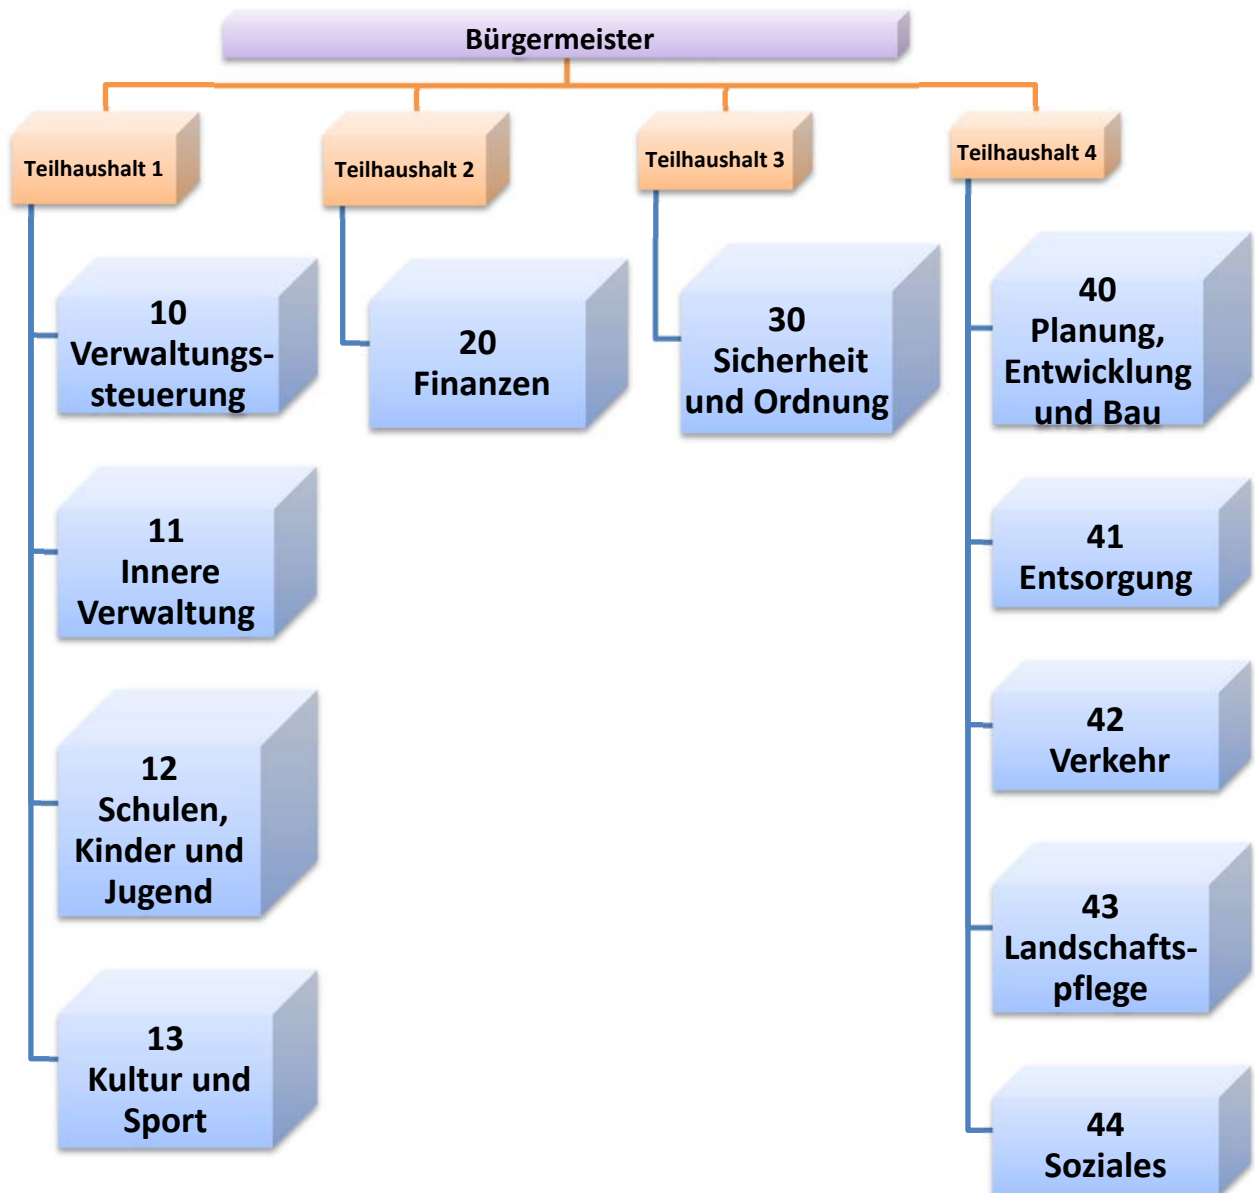 Bürgermeister
Teilhaushalt 1
Teilhaushalt 2
Teilhaushalt 3
Teilhaushalt 4
10
Verwaltungs-
steuerung
11
Innere
Verwaltung
12
Schulen,
Kinder und
Jugend
13
Kultur und
Sport
20
Finanzen
30
Sicherheit
und Ordnung
40
Planung,
Entwicklung
und Bau
41
Entsorgung
42
Verkehr
43
Landschafts-
pflege
44
Soziales